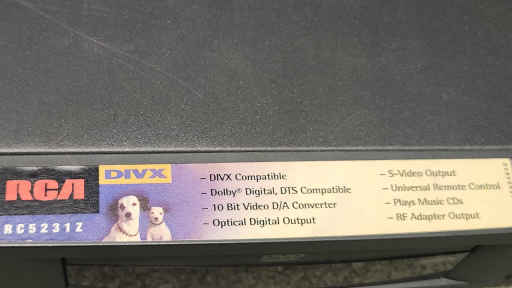 RCA
RC5231Z
DIVX
– DIVX Compatible
– Dolby® Digital, DTS Compatible
– 10 Bit Video D/A Converter
– Optical Digital Output
– S-Video Output
– Universal Remote Control
– Plays Music CDs
– RF Adapter Output